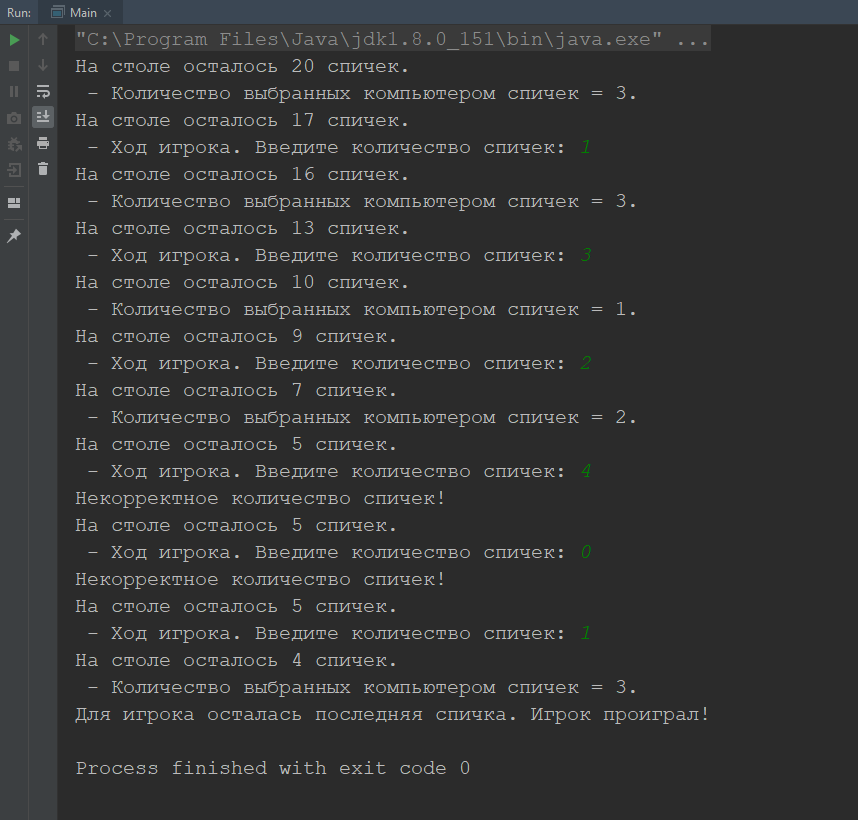 Run: Main ×
"C:\Program Files\Java\jdk1.8.0_151\bin\java.exe" ...
На столе осталось 20 спичек.
 – Количество выбранных компьютером спичек = 3.
На столе осталось 17 спичек.
 – Ход игрока. Введите количество спичек: 1
На столе осталось 16 спичек.
 – Количество выбранных компьютером спичек = 3.
На столе осталось 13 спичек.
 – Ход игрока. Введите количество спичек: 3
На столе осталось 10 спичек.
 – Количество выбранных компьютером спичек = 1.
На столе осталось 9 спичек.
 – Ход игрока. Введите количество спичек: 2
На столе осталось 7 спичек.
 – Количество выбранных компьютером спичек = 2.
На столе осталось 5 спичек.
 – Ход игрока. Введите количество спичек: 4
Некорректное количество спичек!
На столе осталось 5 спичек.
 – Ход игрока. Введите количество спичек: 0
Некорректное количество спичек!
На столе осталось 5 спичек.
 – Ход игрока. Введите количество спичек: 1
На столе осталось 4 спичек.
 – Количество выбранных компьютером спичек = 3.
Для игрока осталась последняя спичка. Игрок проиграл!
Process finished with exit code 0